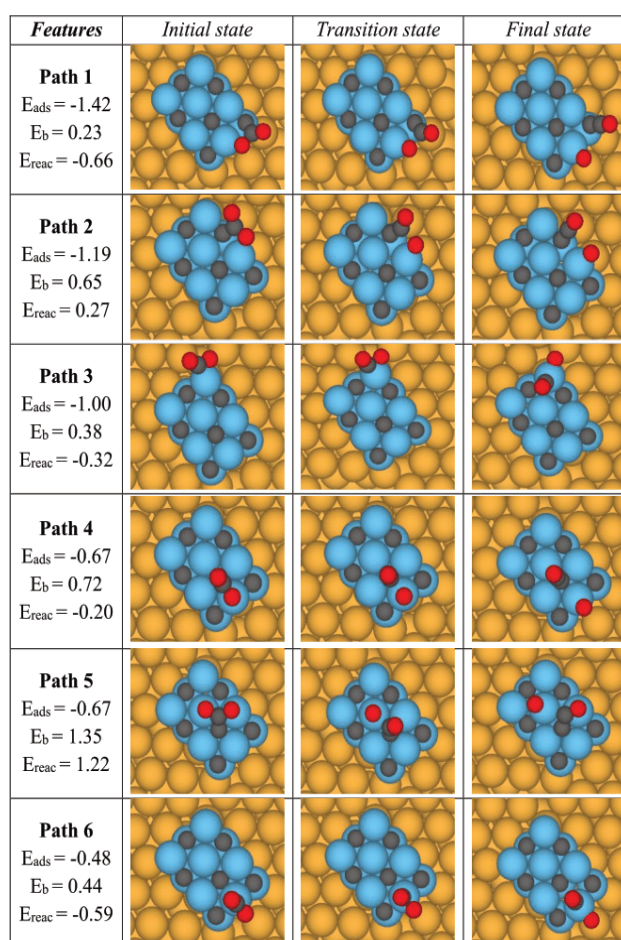 Features Initial state Transition state Final state
Path 1
Eads = -1.42
Eb = 0.23
Ereac = -0.66
Path 2
Eads = -1.19
Eb = 0.65
Ereac = 0.27
Path 3
Eads = -1.00
Eb = 0.38
Ereac = -0.32
Path 4
Eads = -0.67
Eb = 0.72
Ereac = -0.20
Path 5
Eads = -0.67
Eb = 1.35
Ereac = 1.22
Path 6
Eads = -0.48
Eb = 0.44
Ereac = -0.59